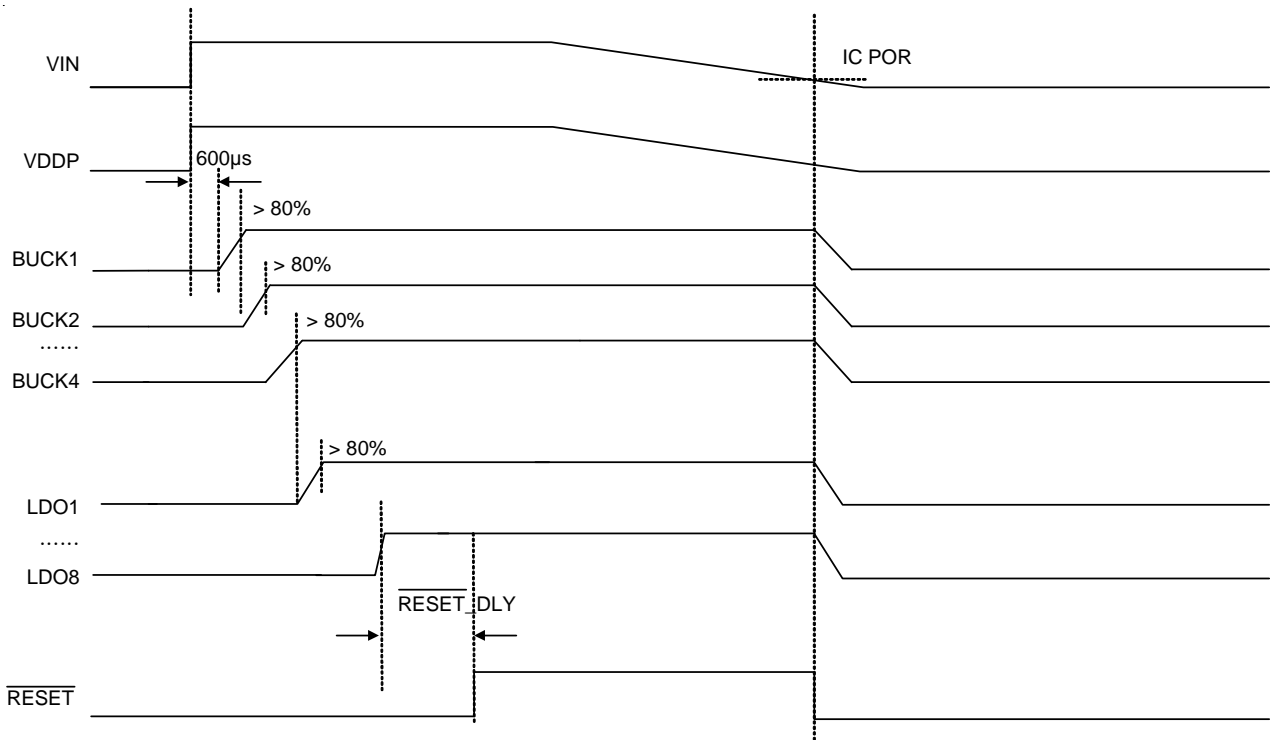 VIN
IC POR
VDDP
600µs
> 80%
BUCK1
> 80%
BUCK2
> 80%
......
BUCK4
> 80%
LDO1
......
LDO8
RESET_DLY
RESET